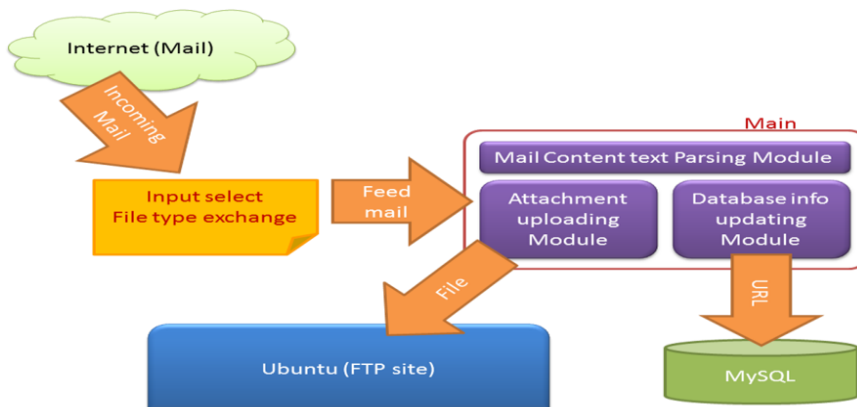 Internet (Mail)
Incoming
Mail
Main
Mail Content text Parsing Module
Input select
File type exchange
Feed
mail
Attachment
uploading
Module
Database info
updating
Module
File
URL
Ubuntu (FTP site)
MySQL